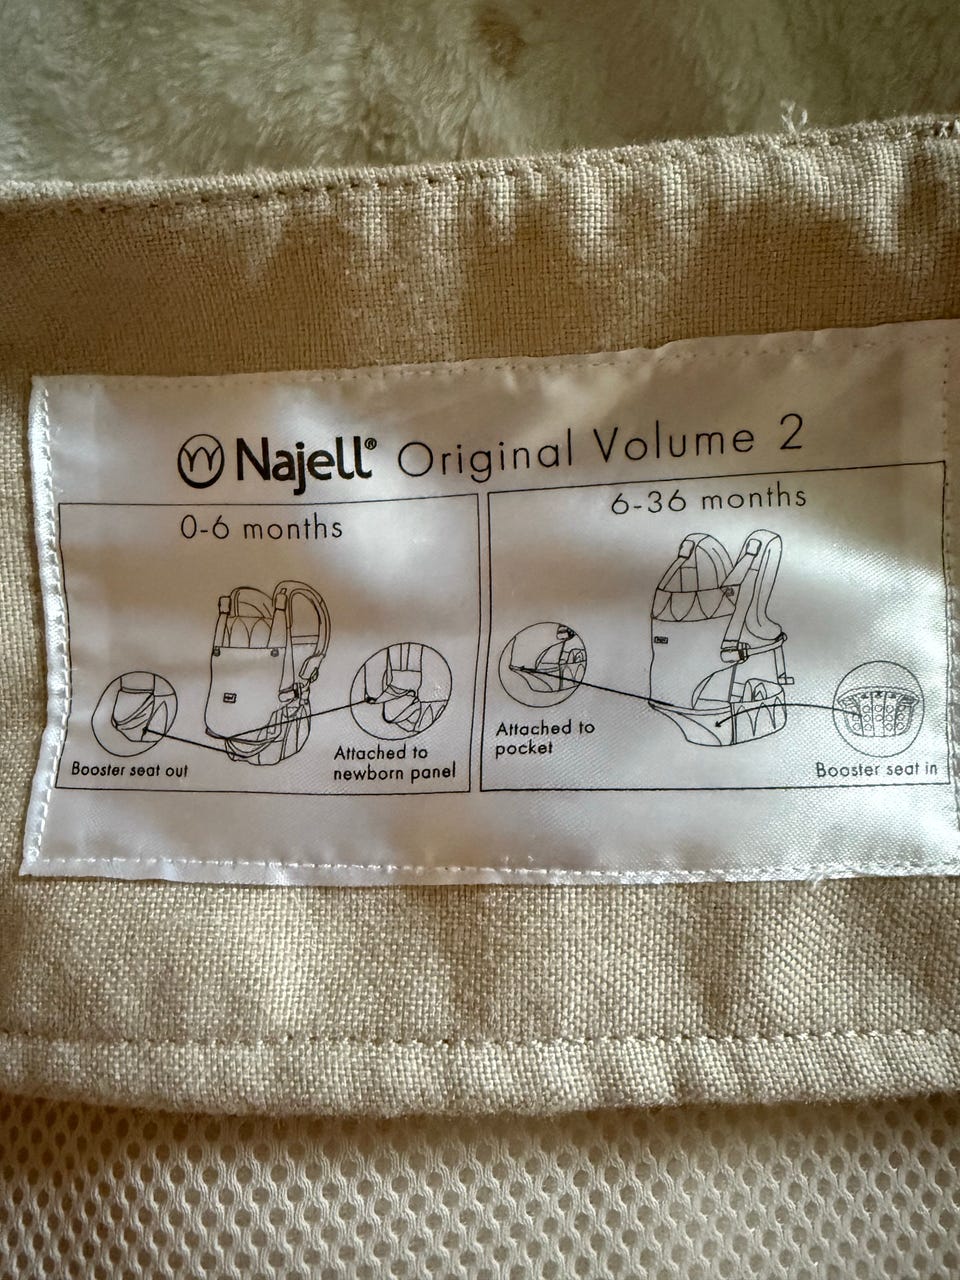 Najell® Original Volume 2
0-6 months
Booster seat out
Attached to
newborn panel
6-36 months
Attached to
pocket
Booster seat in